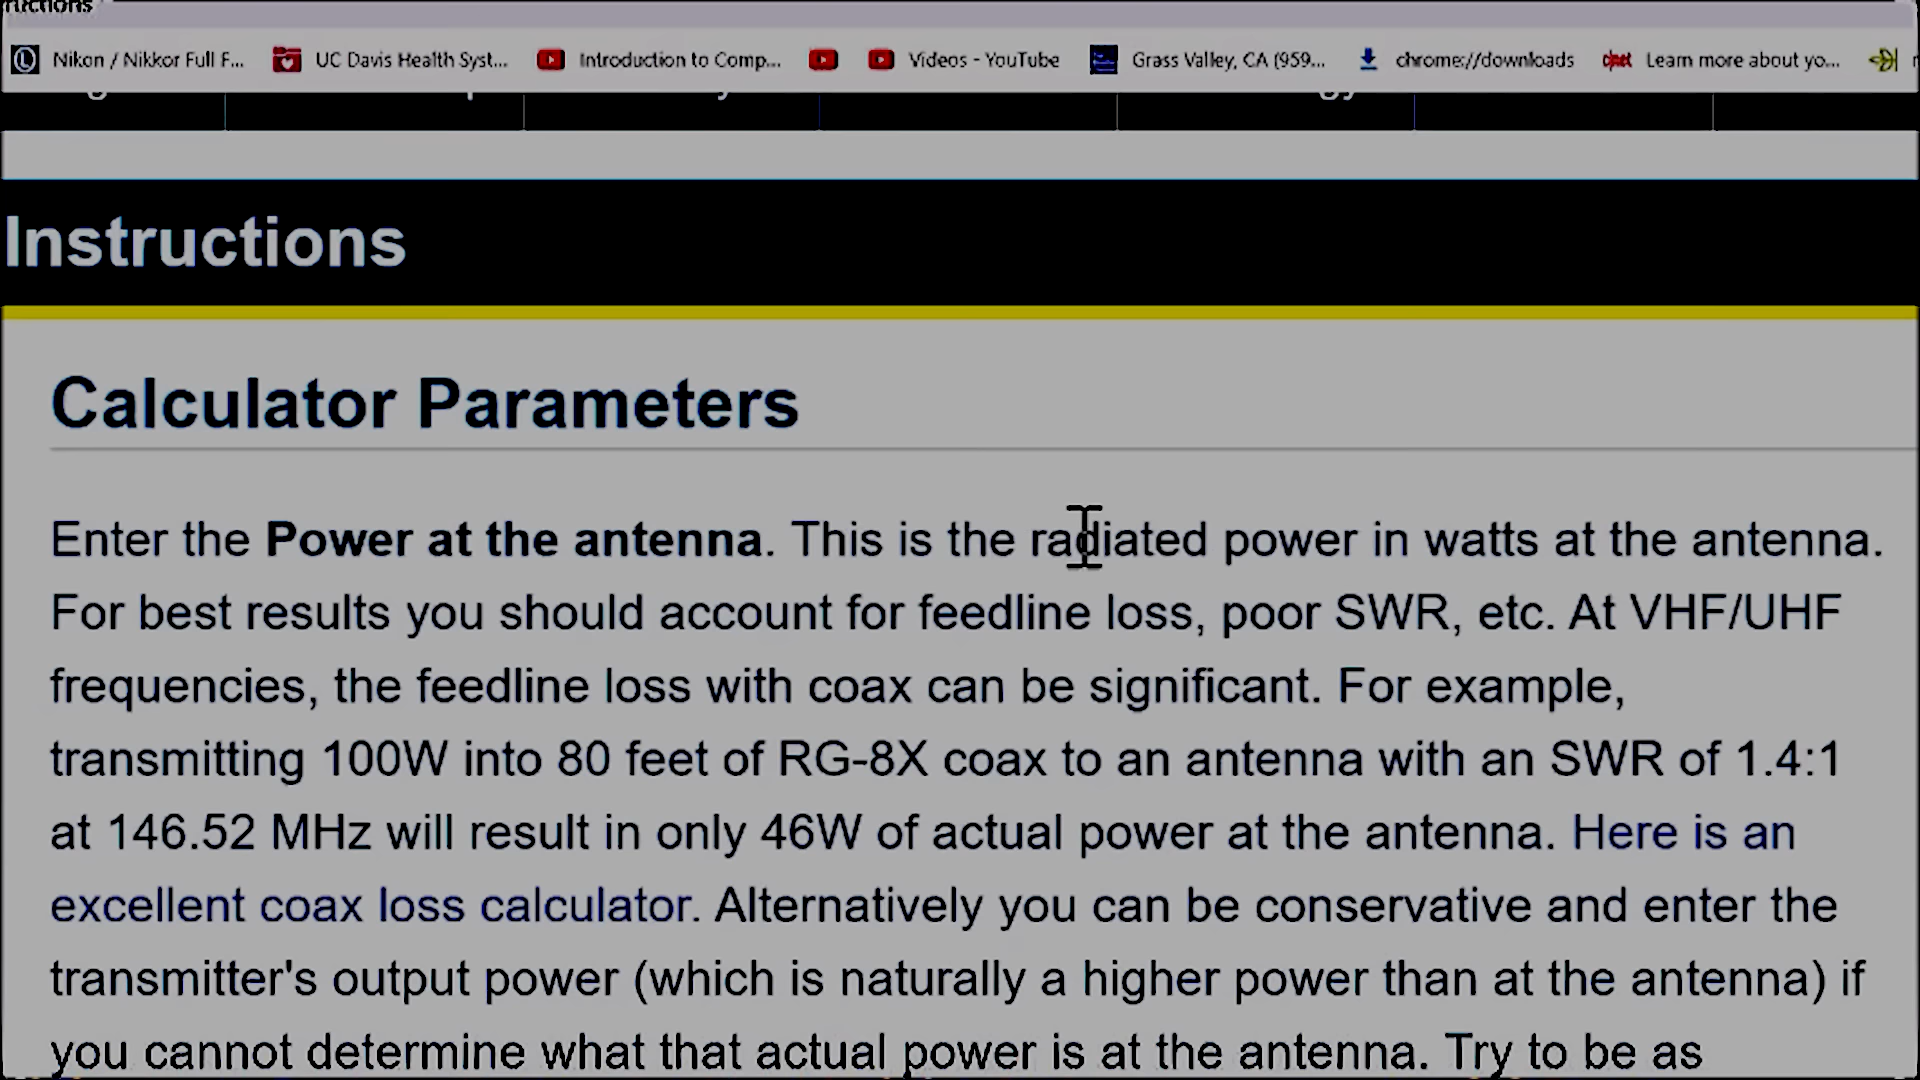 ructions
Nikon / Nikkor Full F... UC Davis Health Syst... Introduction to Comp... Videos - YouTube Grass Valley, CA (959... chrome://downloads cnet Learn more about yo...
Instructions
Calculator Parameters
Enter the Power at the antenna. This is the radiated power in watts at the antenna.
For best results you should account for feedline loss, poor SWR, etc. At VHF/UHF
frequencies, the feedline loss with coax can be significant. For example,
transmitting 100W into 80 feet of RG-8X coax to an antenna with an SWR of 1.4:1
at 146.52 MHz will result in only 46W of actual power at the antenna. Here is an
excellent coax loss calculator. Alternatively you can be conservative and enter the
transmitter's output power (which is naturally a higher power than at the antenna) if
you cannot determine what that actual power is at the antenna. Try to be as